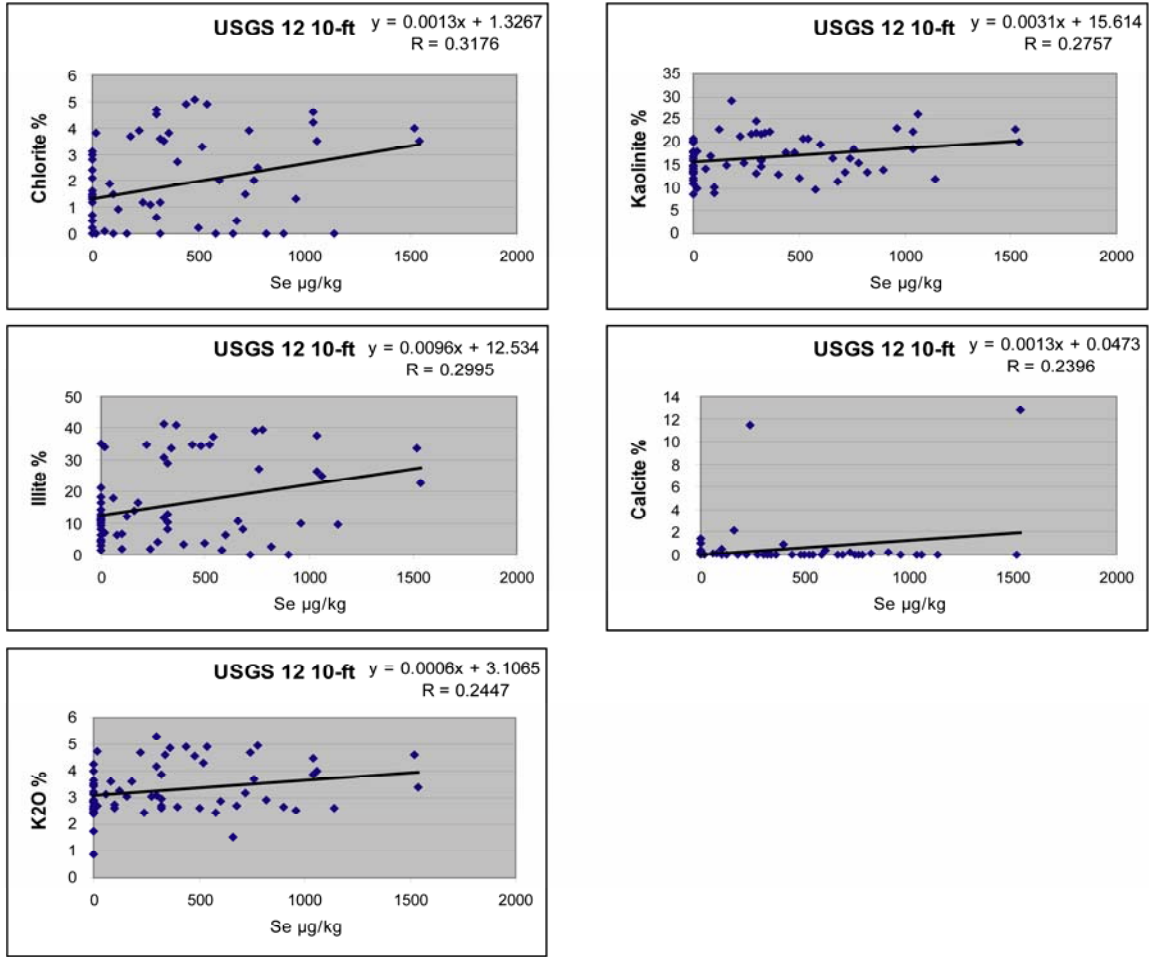 USGS 12 10-ft y = 0.0013x + 1.3267
R = 0.3176
6
5
4
3
2
1
0
Chlorite %
0 500 1000 1500 2000
Se µg/kg
USGS 12 10-ft y = 0.0031x + 15.614
R = 0.2757
35
30
25
20
15
10
5
0
Kaolinite %
0 500 1000 1500 2000
Se µg/kg
USGS 12 10-ft y = 0.0096x + 12.534
R = 0.2995
50
40
30
20
10
0
Illite %
0 500 1000 1500 2000
Se µg/kg
USGS 12 10-ft y = 0.0013x + 0.0473
R = 0.2396
14
12
10
8
6
4
2
0
Calcite %
0 500 1000 1500 2000
Se µg/kg
USGS 12 10-ft y = 0.0006x + 3.1065
R = 0.2447
6
5
4
3
2
1
0
K2O %
0 500 1000 1500 2000
Se µg/kg